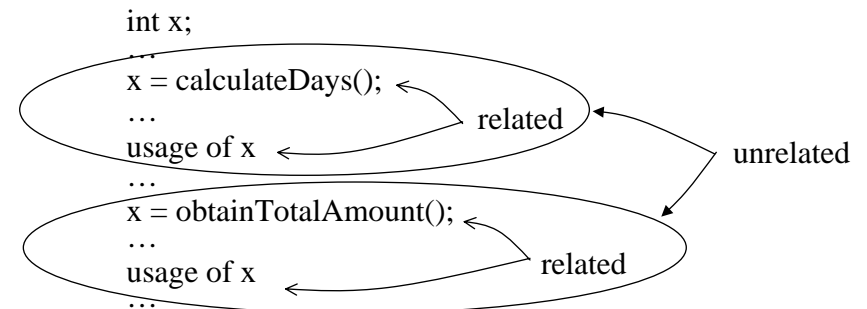 int x;
…
x = calculateDays();
…
related
usage of x
unrelated
…
x = obtainTotalAmount();
…
related
usage of x
…